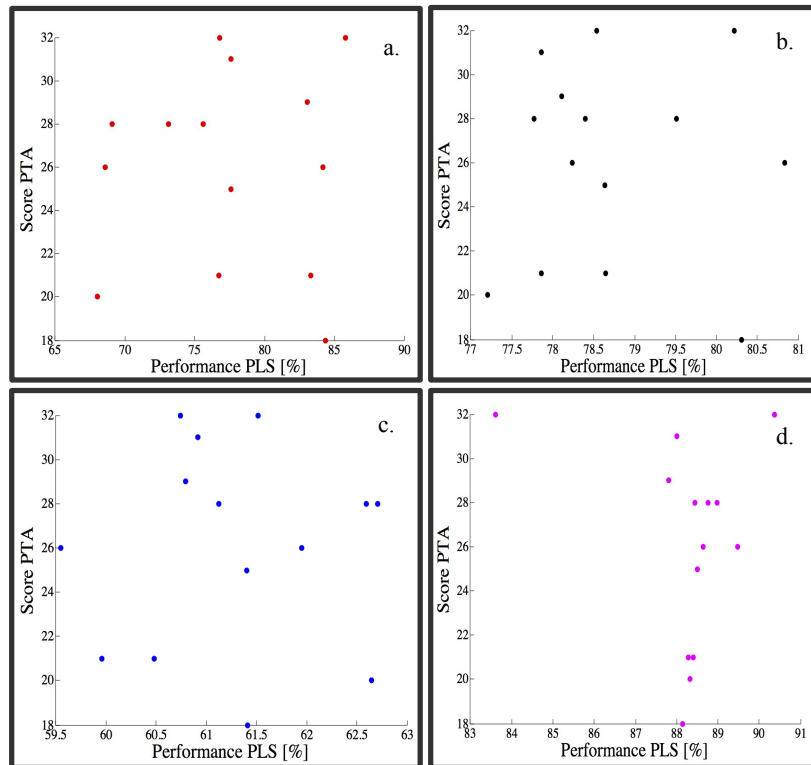 a.
32
30
28
26
24
22
20
18
65 70 75 80 85 90
Score PTA
Performance PLS [%]
b.
32
30
28
26
24
22
20
18
77 77.5 78 78.5 79 79.5 80 80.5 81
Score PTA
Performance PLS [%]
c.
32
30
28
26
24
22
20
18
59.5 60 60.5 61 61.5 62 62.5 63
Score PTA
Performance PLS [%]
d.
32
30
28
26
24
22
20
18
83 84 85 86 87 88 89 90 91
Score PTA
Performance PLS [%]